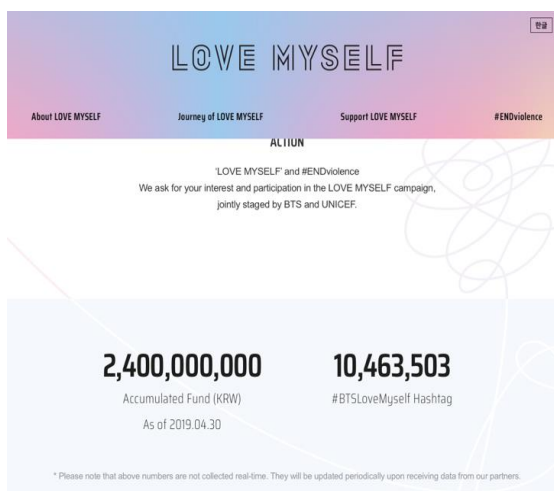 한글
LOVE MYSELF
About LOVE MYSELF
Journey of LOVE MYSELF
Support LOVE MYSELF
#ENDviolence
ACTION
'LOVE MYSELF' and #ENDviolence
We ask for your interest and participation in the LOVE MYSELF campaign,
jointly staged by BTS and UNICEF.
2,400,000,000
Accumulated Fund (KRW)
As of 2019.04.30
10,463,503
#BTSLoveMyself Hashtag
* Please note that above numbers are not collected real-time. They will be updated periodically upon receiving data from our partners.